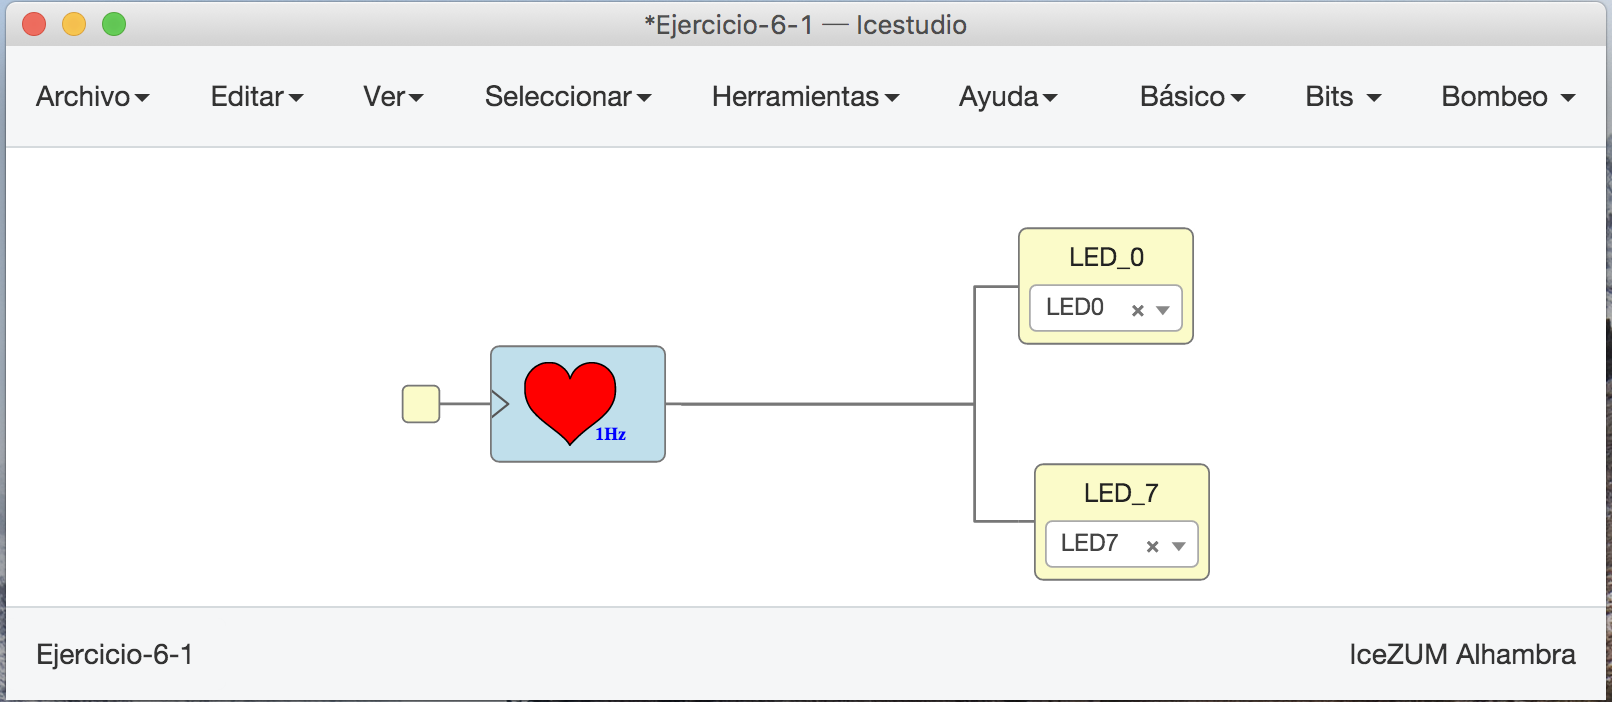 *Ejercicio-6-1 — Icestudio
Archivo Editar Ver Seleccionar Herramientas Ayuda Básico Bits Bombeo
LED_0
LED0
1Hz
LED_7
LED7
Ejercicio-6-1 IceZUM Alhambra